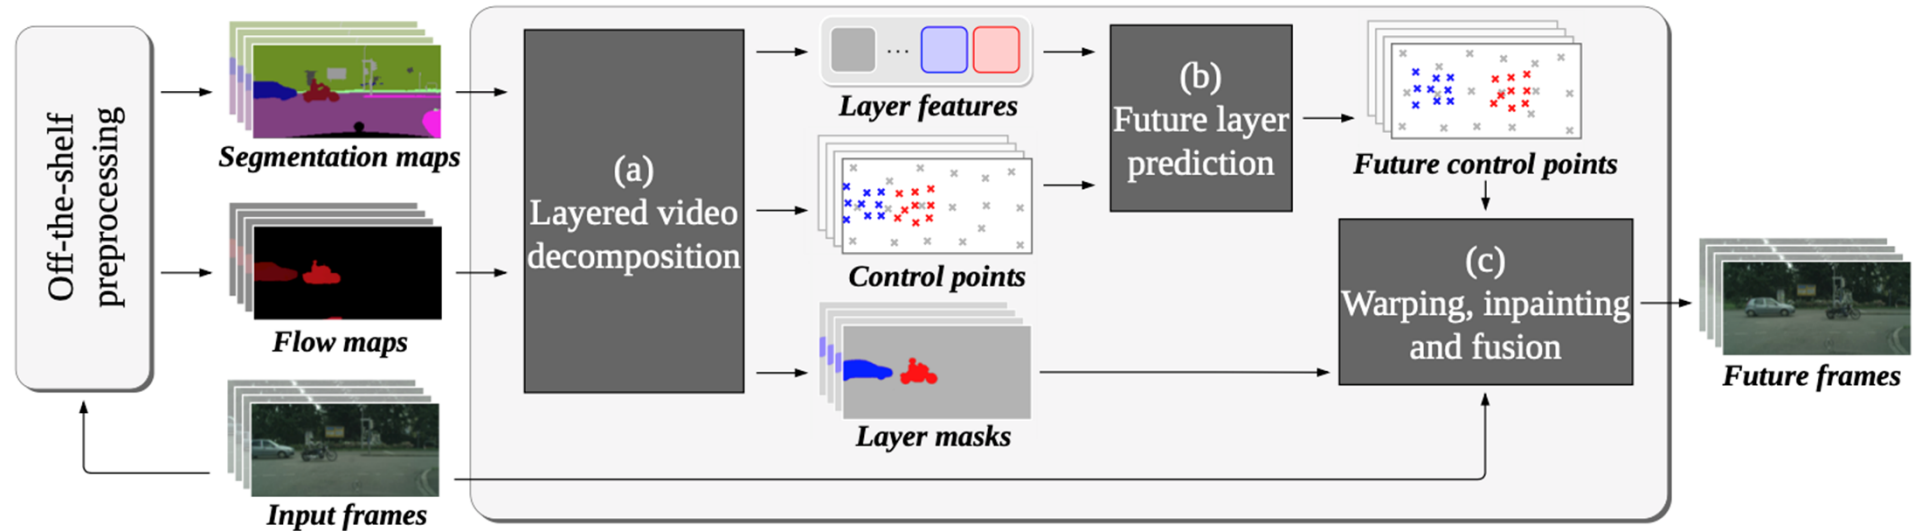 Off-the-shelf
preprocessing
Segmentation maps
Flow maps
Input frames
(a)
Layered video
decomposition
Layer features
Control points
Layer masks
(b)
Future layer
prediction
Future control points
(c)
Warping, inpainting
and fusion
Future frames